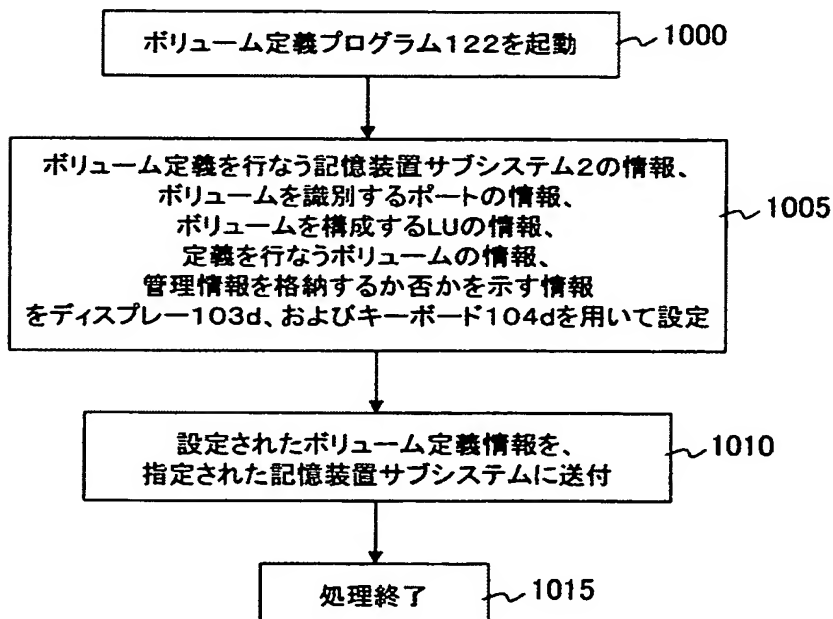 ボリューム定義プログラム122を起動
1000
ボリューム定義を行なう記憶装置サブシステム2の情報、
ボリュームを識別するポートの情報、
ボリュームを構成するLUの情報、
定義を行なうボリュームの情報、
管理情報を格納するか否かを示す情報
をディスプレー103d、およびキーボード104dを用いて設定
1005
設定されたボリューム定義情報を、
指定された記憶装置サブシステムに送付
1010
処理終了
1015